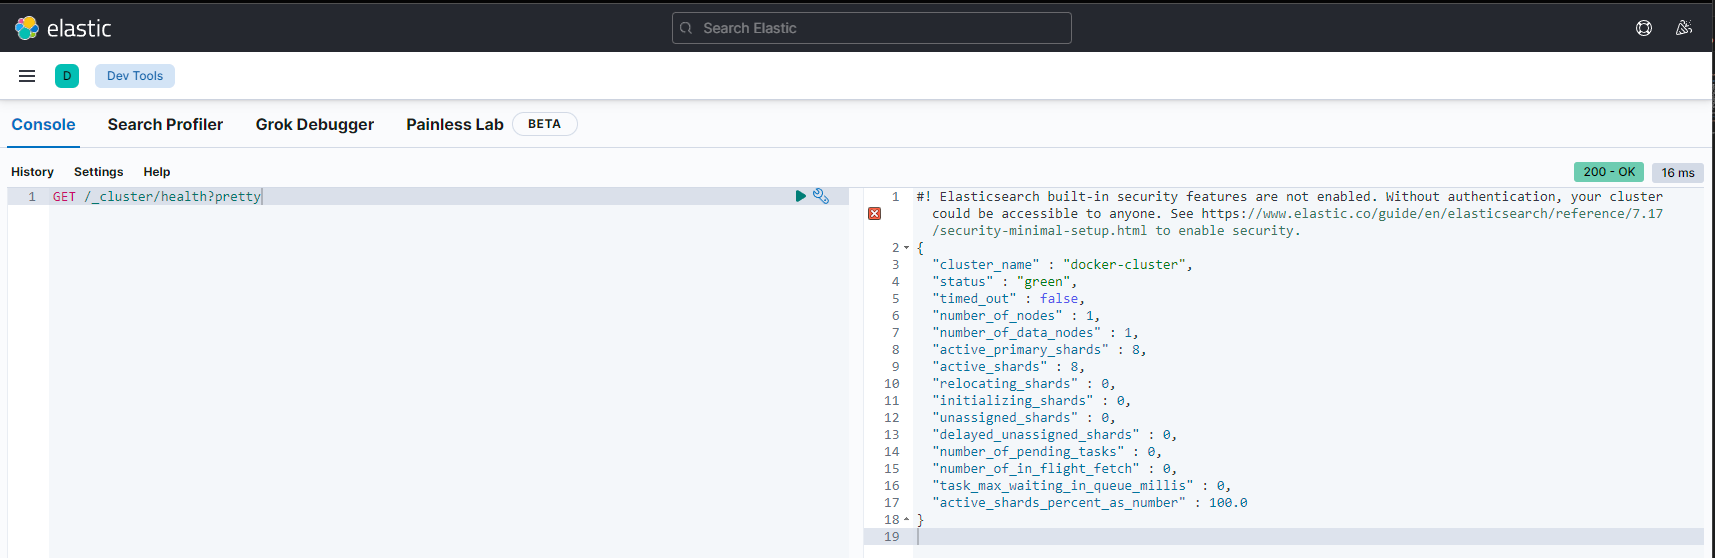 elastic
Search Elastic
D
Dev Tools
Console Search Profiler Grok Debugger Painless Lab BETA
History Settings Help
200 - OK 16 ms
1 GET /_cluster/health?pretty
1 #! Elasticsearch built-in security features are not enabled. Without authentication, your cluster
could be accessible to anyone. See https://www.elastic.co/guide/en/elasticsearch/reference/7.17
/security-minimal-setup.html to enable security.
2 {
3 "cluster_name" : "docker-cluster",
4 "status" : "green",
5 "timed_out" : false,
6 "number_of_nodes" : 1,
7 "number_of_data_nodes" : 1,
8 "active_primary_shards" : 8,
9 "active_shards" : 8,
10 "relocating_shards" : 0,
11 "initializing_shards" : 0,
12 "unassigned_shards" : 0,
13 "delayed_unassigned_shards" : 0,
14 "number_of_pending_tasks" : 0,
15 "number_of_in_flight_fetch" : 0,
16 "task_max_waiting_in_queue_millis" : 0,
17 "active_shards_percent_as_number" : 100.0
18 }
19